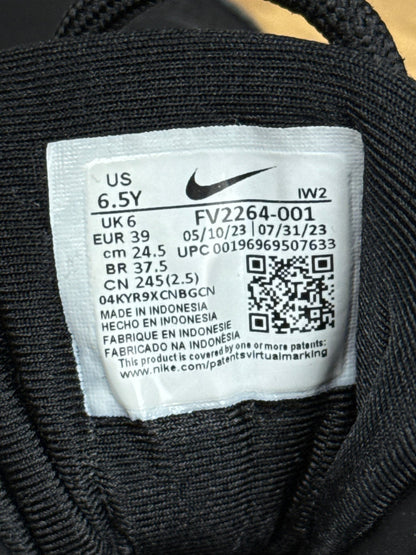 US
6.5Y
IW2
UK 6
FV2264-001
EUR 39
05/10/23 | 07/31/23
cm 24.5
UPC 00196969507633
BR 37.5
CN 245(2.5)
04KYR9XCNBGCN
MADE IN INDONESIA
HECHO EN INDONESIA
FABRIQUE EN INDONESIE
FABRICADO NA INDONESIA
This product is covered by one or more patents:
www.nike.com/patentsvirtualmarking